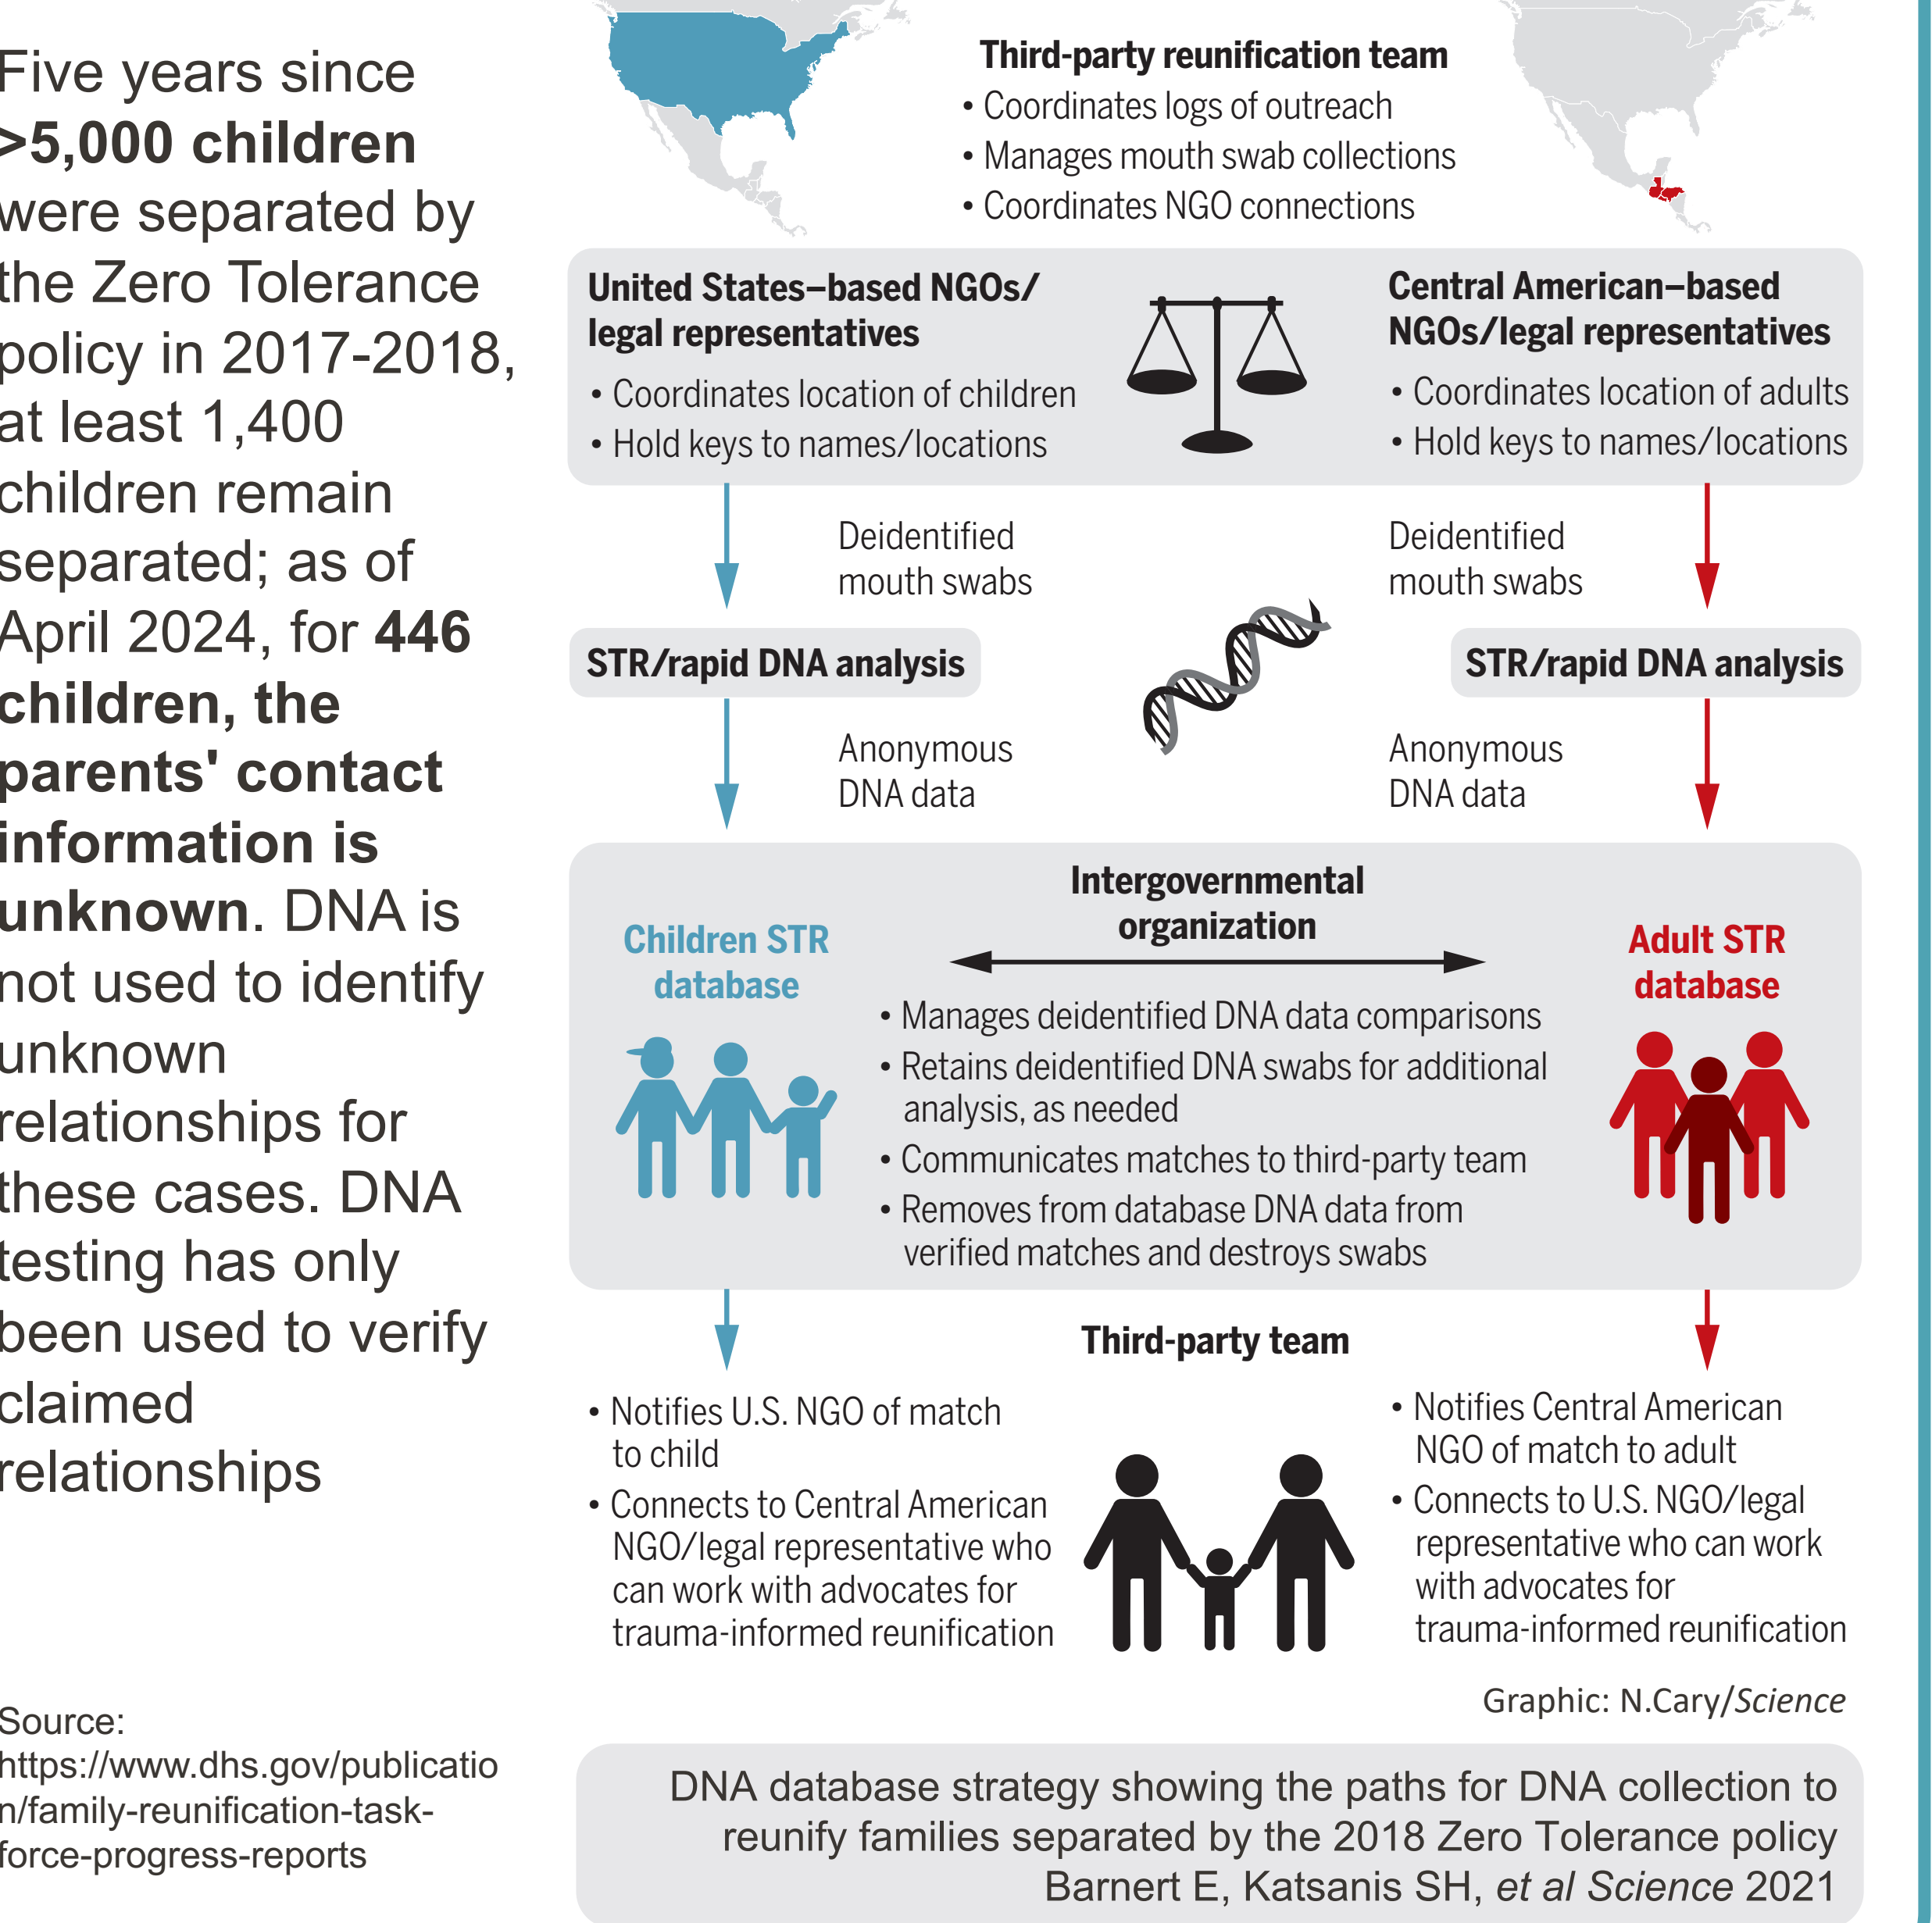 Five years since
>5,000 children
were separated by
the Zero Tolerance
policy in 2017-2018,
at least 1,400
children remain
separated; as of
April 2024, for 446
children, the
parents' contact
information is
unknown. DNA is
not used to identify
unknown
relationships for
these cases. DNA
testing has only
been used to verify
claimed
relationships
Source:
https://www.dhs.gov/publicatio
n/family-reunification-task-
force-progress-reports
Third-party reunification team
• Coordinates logs of outreach
• Manages mouth swab collections
• Coordinates NGO connections
United States–based NGOs/
legal representatives
• Coordinates location of children
• Hold keys to names/locations
Central American–based
NGOs/legal representatives
• Coordinates location of adults
• Hold keys to names/locations
Deidentified
mouth swabs
Deidentified
mouth swabs
STR/rapid DNA analysis
STR/rapid DNA analysis
Anonymous
DNA data
Anonymous
DNA data
Children STR
database
Intergovernmental
organization
• Manages deidentified DNA data comparisons
• Retains deidentified DNA swabs for additional
analysis, as needed
• Communicates matches to third-party team
• Removes from database DNA data from
verified matches and destroys swabs
Adult STR
database
Third-party team
• Notifies U.S. NGO of match
to child
• Connects to Central American
NGO/legal representative who
can work with advocates for
trauma-informed reunification
• Notifies Central American
NGO of match to adult
• Connects to U.S. NGO/legal
representative who can work
with advocates for
trauma-informed reunification
Graphic: N.Cary/Science
DNA database strategy showing the paths for DNA collection to
reunify families separated by the 2018 Zero Tolerance policy
Barnert E, Katsanis SH, et al Science 2021